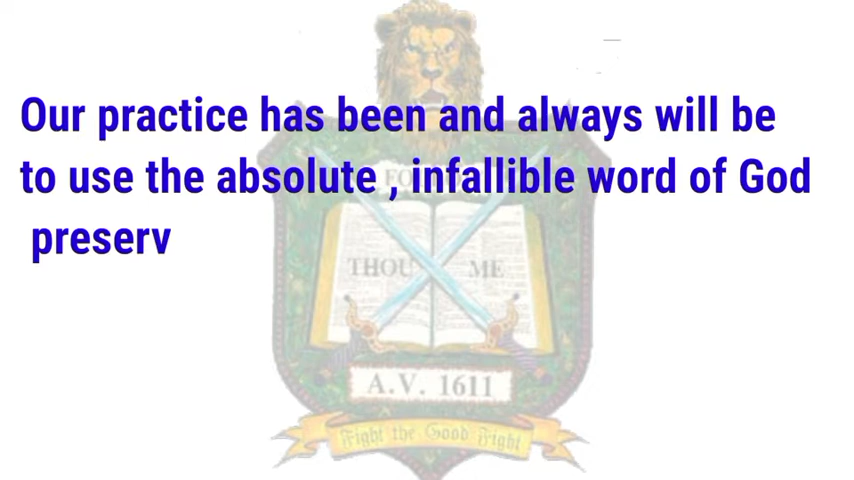 Our practice has been and always will be
to use the absolute , infallible word of God
preserv
THOU ME
A.V. 1611
Fight the Good Fight